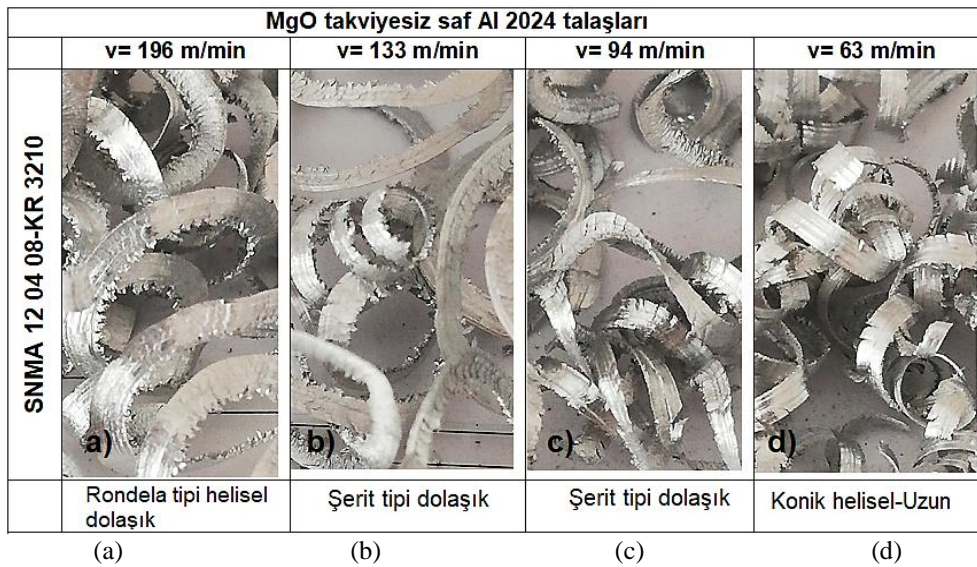 MgO takviyesiz saf Al 2024 talaşları
v= 196 m/min
v= 133 m/min
v= 94 m/min
v= 63 m/min
SNMA 12 04 08-KR 3210
a)
b)
c)
d)
Rondela tipi helisel
dolaşık
Şerit tipi dolaşık
Şerit tipi dolaşık
Konik helisel-Uzun
(a)
(b)
(c)
(d)